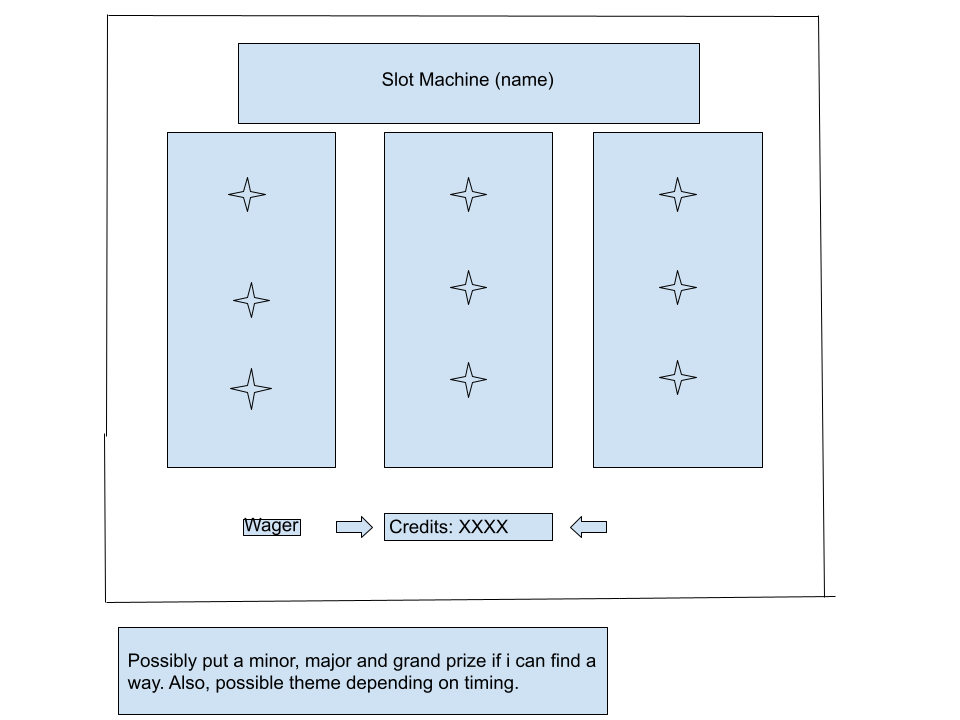 Slot Machine (name)
Wager
Credits: XXXX
Possibly put a minor, major and grand prize if i can find a
way. Also, possible theme depending on timing.